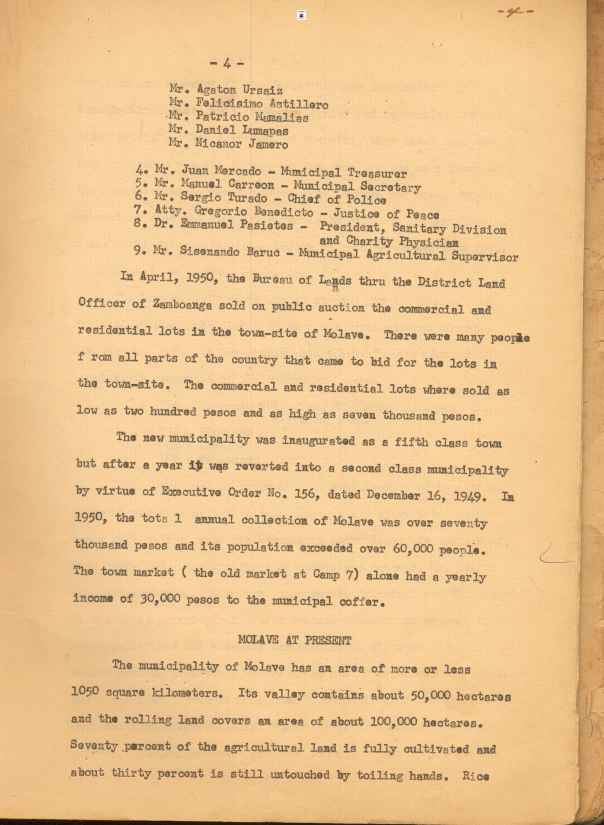 - 4 -
Mr. Agaton Ursaiz
Mr. Felicisimo Astillero
Mr. Patricio Mamalias
Mr. Daniel Lumapas
Mr. Nicanor Jamero
4. Mr. Juan Mercado - Municipal Treasurer
5. Mr. Manuel Carreon - Municipal Secretary
6. Mr. Sergio Turado - Chief of Police
7. Atty. Gregorio Benedicto - Justice of Peace
8. Dr. Emmanuel Pasietes - President, Sanitary Division
and Charity Physician
9. Mr. Sisenando Baruc - Municipal Agricultural Supervisor
In April, 1950, the Bureau of Lands thru the District Land
Officer of Zamboanga sold on public auction the commercial and
residential lots in the town-site of Molave. There were many people
f rom all parts of the country that came to bid for the lots in
the town-site. The commercial and residential lots where sold as
low as two hundred pesos and as high as seven thousand pesos.
The new municipality was inaugurated as a fifth class town
but after a year it was reverted into a second class municipality
by virtue of Executive Order No. 156, dated December 16, 1949. In
1950, the tota l annual collection of Molave was over seventy
thousand pesos and its population exceeded over 60,000 people.
The town market ( the old market at Camp 7) alone had a yearly
income of 30,000 pesos to the municipal coffer.
MOLAVE AT PRESENT
The municipality of Molave has an area of more or less
1050 square kilometers. Its valley contains about 50,000 hectares
and the rolling land covers an area of about 100,000 hectares.
Seventy percent of the agricultural land is fully cultivated and
about thirty percent is still untouched by toiling hands. Rice